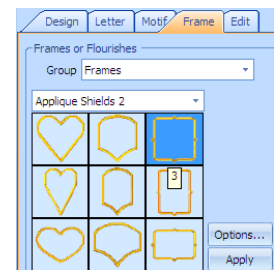 Design Letter Motif Frame Edit
Frames or Flourishes
Group Frames
Applique Shields 2
3
Options...
Apply